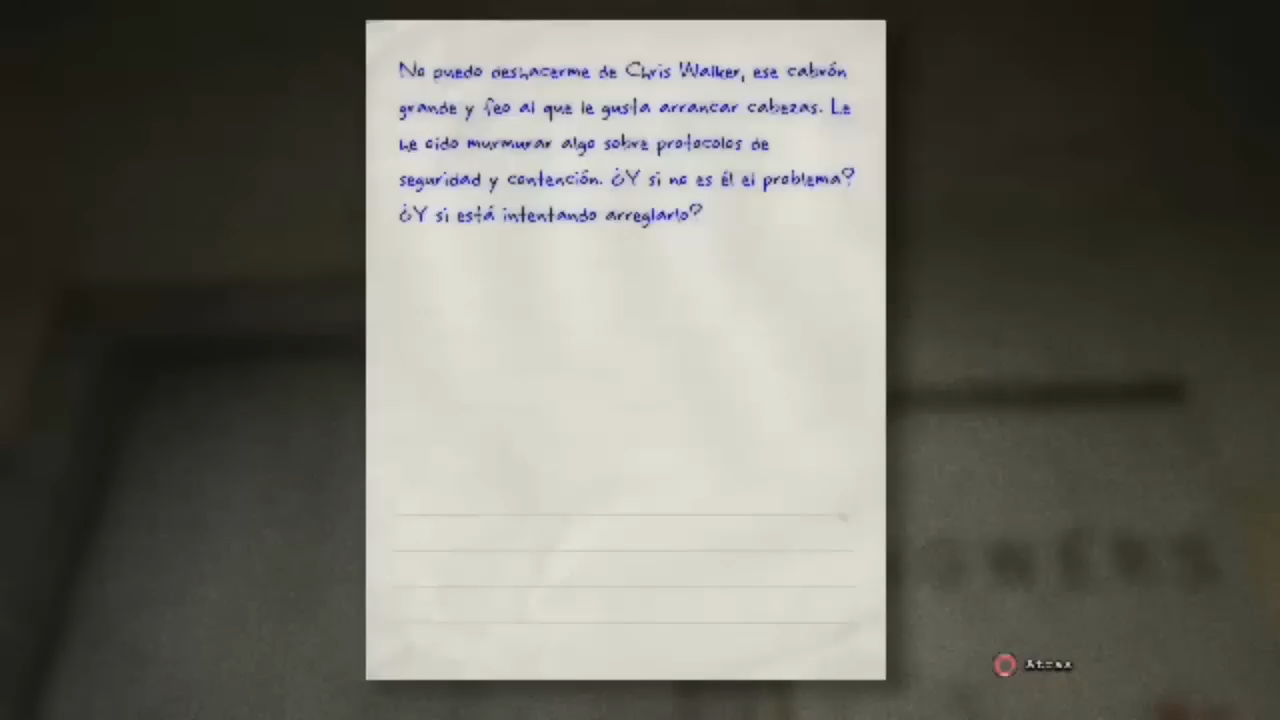 No puedo deshacerme de Chris Walker, ese cabrón
grande y feo al que le gusta arrancar cabezas. Le
he oído murmurar algo sobre protocolos de
seguridad y contención. ¿Y si no es él el problema?
¿Y si está intentando arreglarlo?
Atrás